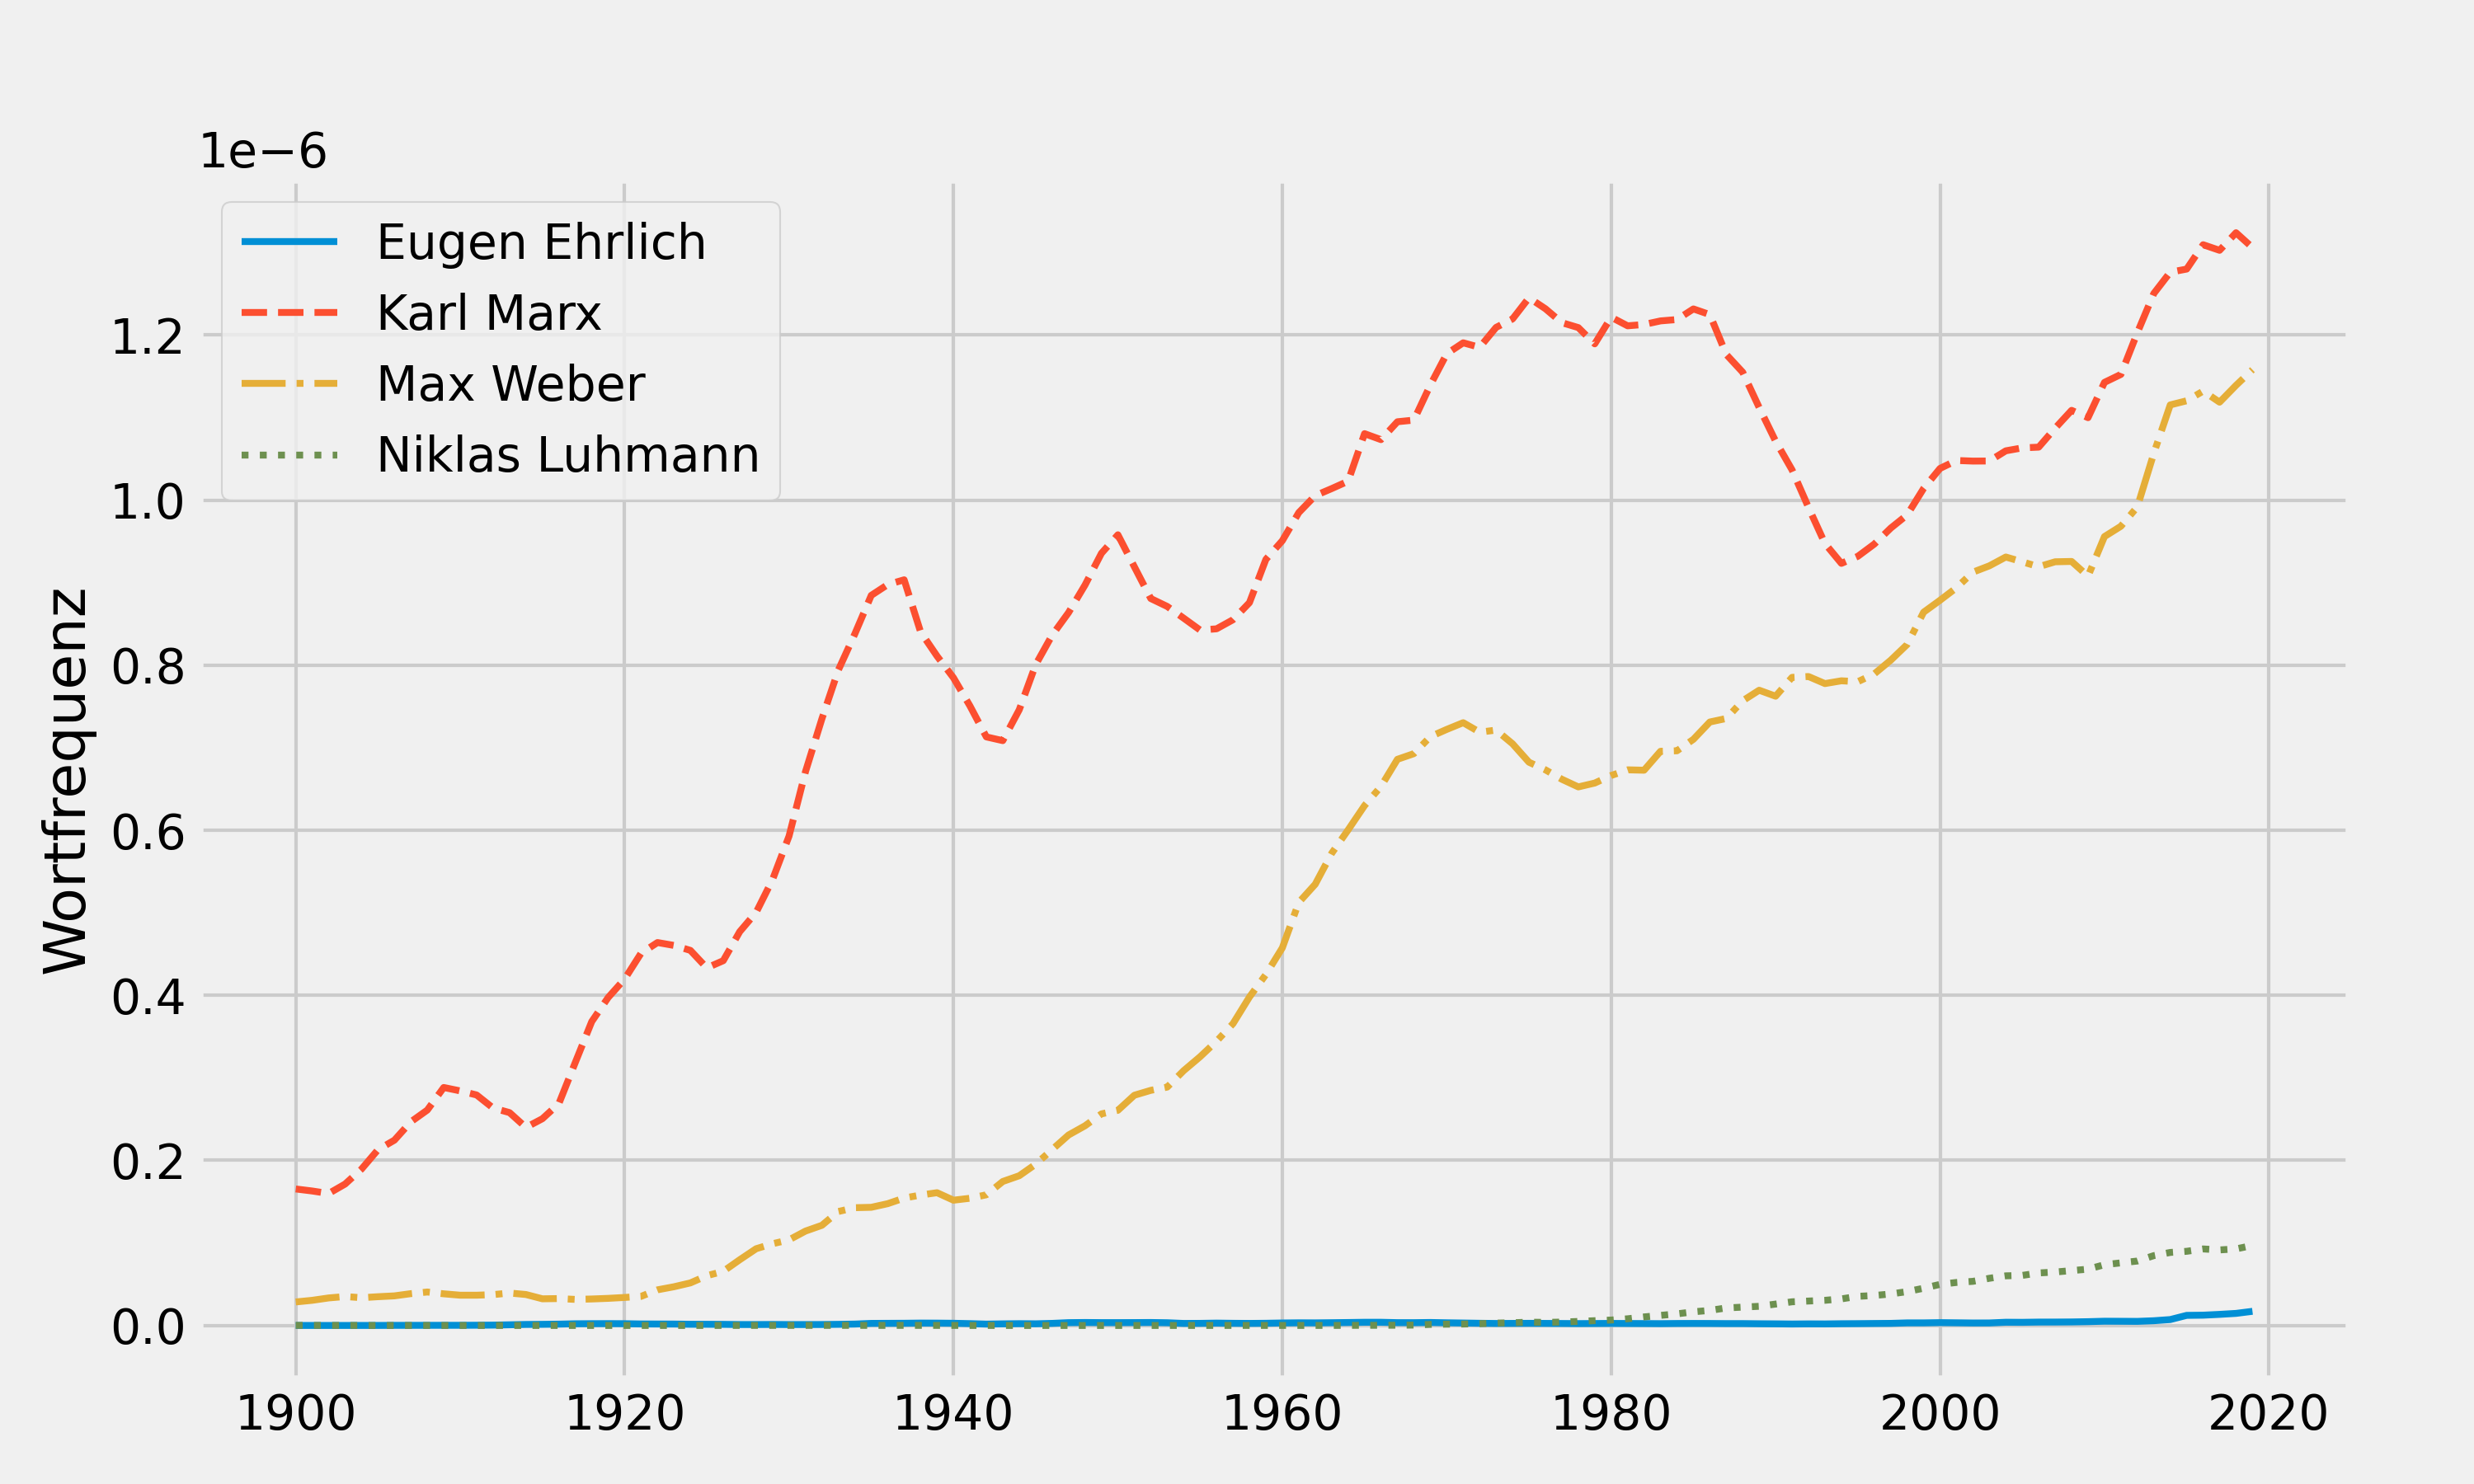 1e−6
Eugen Ehrlich
Karl Marx
Max Weber
Niklas Luhmann
Wortfrequenz
1.2
1.0
0.8
0.6
0.4
0.2
0.0
1900 1920 1940 1960 1980 2000 2020